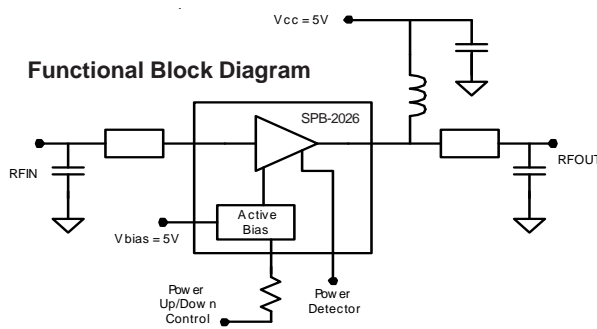 Vcc = 5V
Functional Block Diagram
SPB-2026
RFIN
RFOUT
Active
Bias
Vbias = 5V
Power
Up/Down
Control
Power
Detector